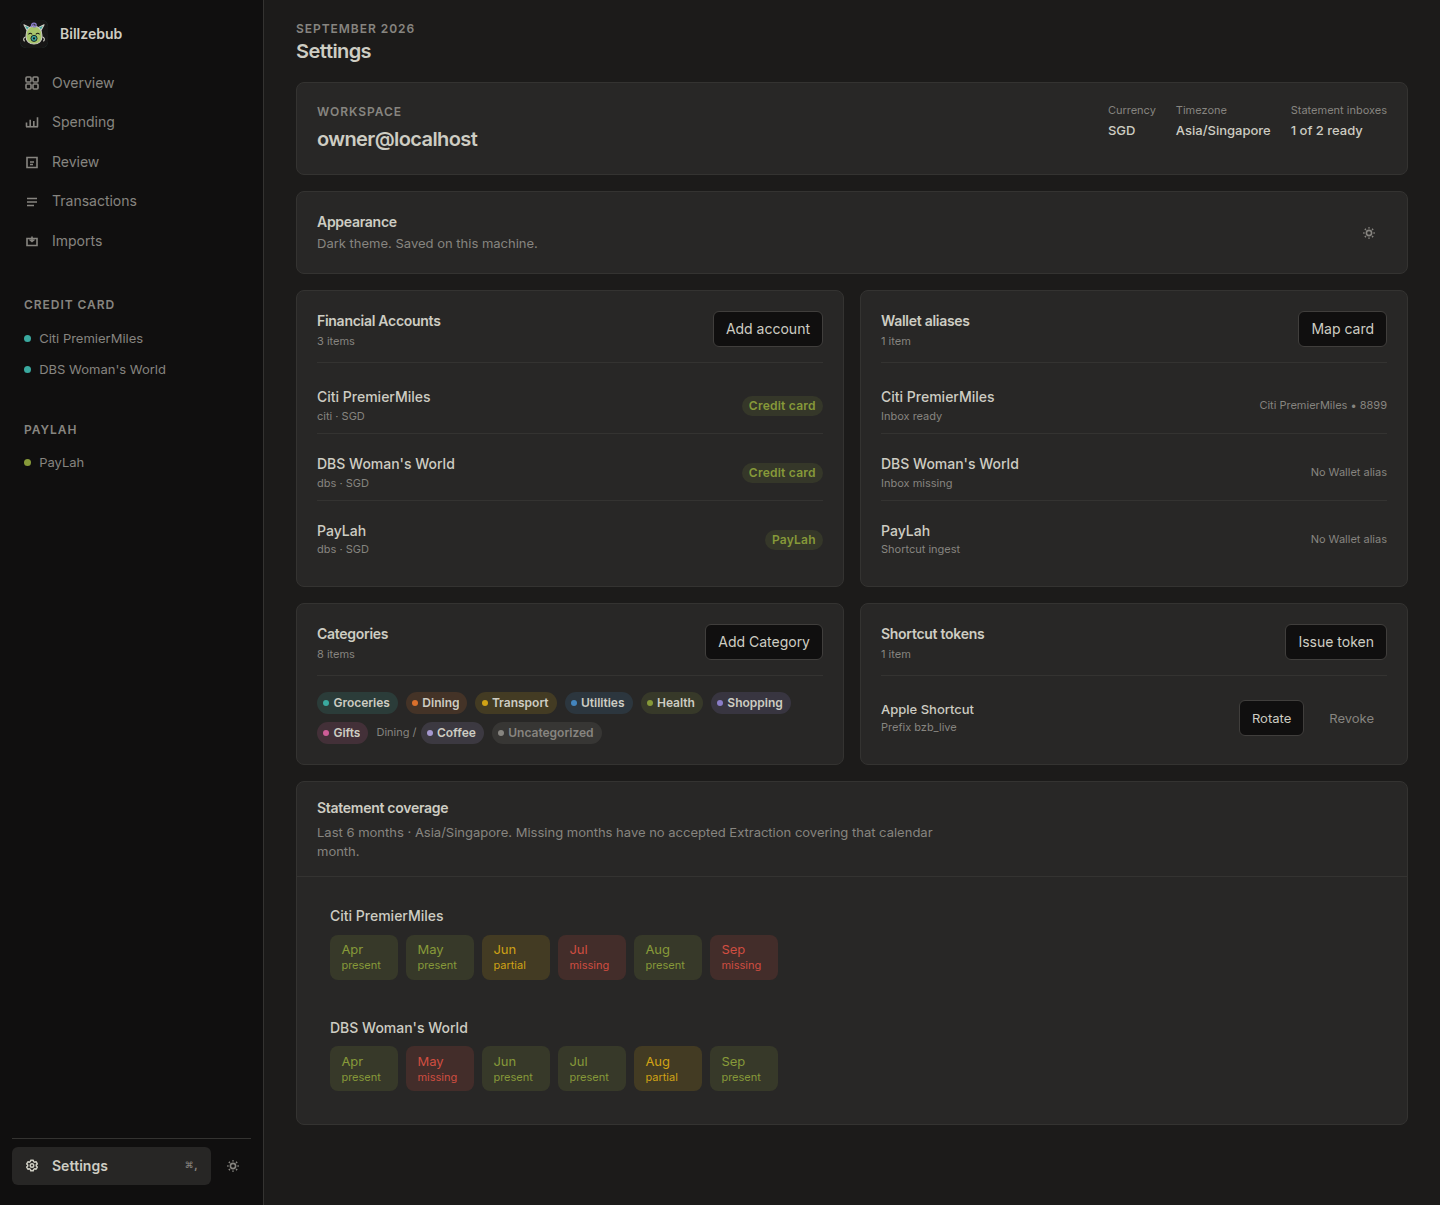 Billzebub
Overview
Spending
Review
Transactions
Imports
CREDIT CARD
Citi PremierMiles
DBS Woman's World
PAYLAH
PayLah
Settings
⌘,
SEPTEMBER 2026
Settings
WORKSPACE
owner@localhost
Currency
SGD
Timezone
Asia/Singapore
Statement inboxes
1 of 2 ready
Appearance
Dark theme. Saved on this machine.
Financial Accounts
3 items
Add account
Citi PremierMiles
citi · SGD
Credit card
DBS Woman's World
dbs · SGD
Credit card
PayLah
dbs · SGD
PayLah
Wallet aliases
1 item
Map card
Citi PremierMiles
Inbox ready
Citi PremierMiles • 8899
DBS Woman's World
Inbox missing
No Wallet alias
PayLah
Shortcut ingest
No Wallet alias
Categories
8 items
Add Category
Groceries Dining Transport Utilities Health Shopping
Gifts Dining / Coffee Uncategorized
Shortcut tokens
1 item
Issue token
Apple Shortcut
Prefix bzb_live
Rotate
Revoke
Statement coverage
Last 6 months · Asia/Singapore. Missing months have no accepted Extraction covering that calendar
month.
Citi PremierMiles
Apr May Jun Jul Aug Sep
present present partial missing present missing
DBS Woman's World
Apr May Jun Jul Aug Sep
present missing present present partial present